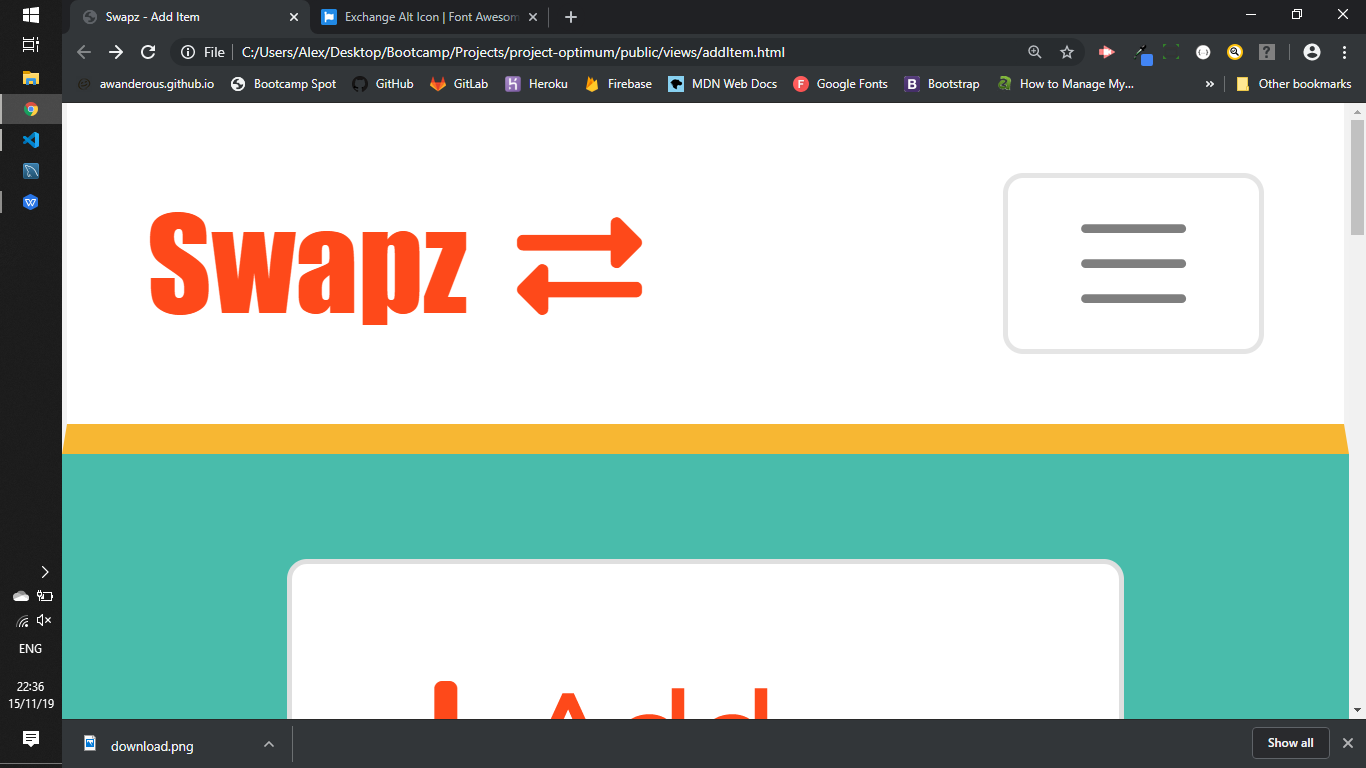 Swapz - Add Item
Exchange Alt Icon | Font Awesom
File
C:/Users/Alex/Desktop/Bootcamp/Projects/project-optimum/public/views/addItem.html
awanderous.github.io
Bootcamp Spot
GitHub
GitLab
Heroku
Firebase
MDN Web Docs
F
Google Fonts
B
Bootstrap
How to Manage My...
»
Other bookmarks
Swapz
Add
ENG
22:36
15/11/19
download.png
Show all